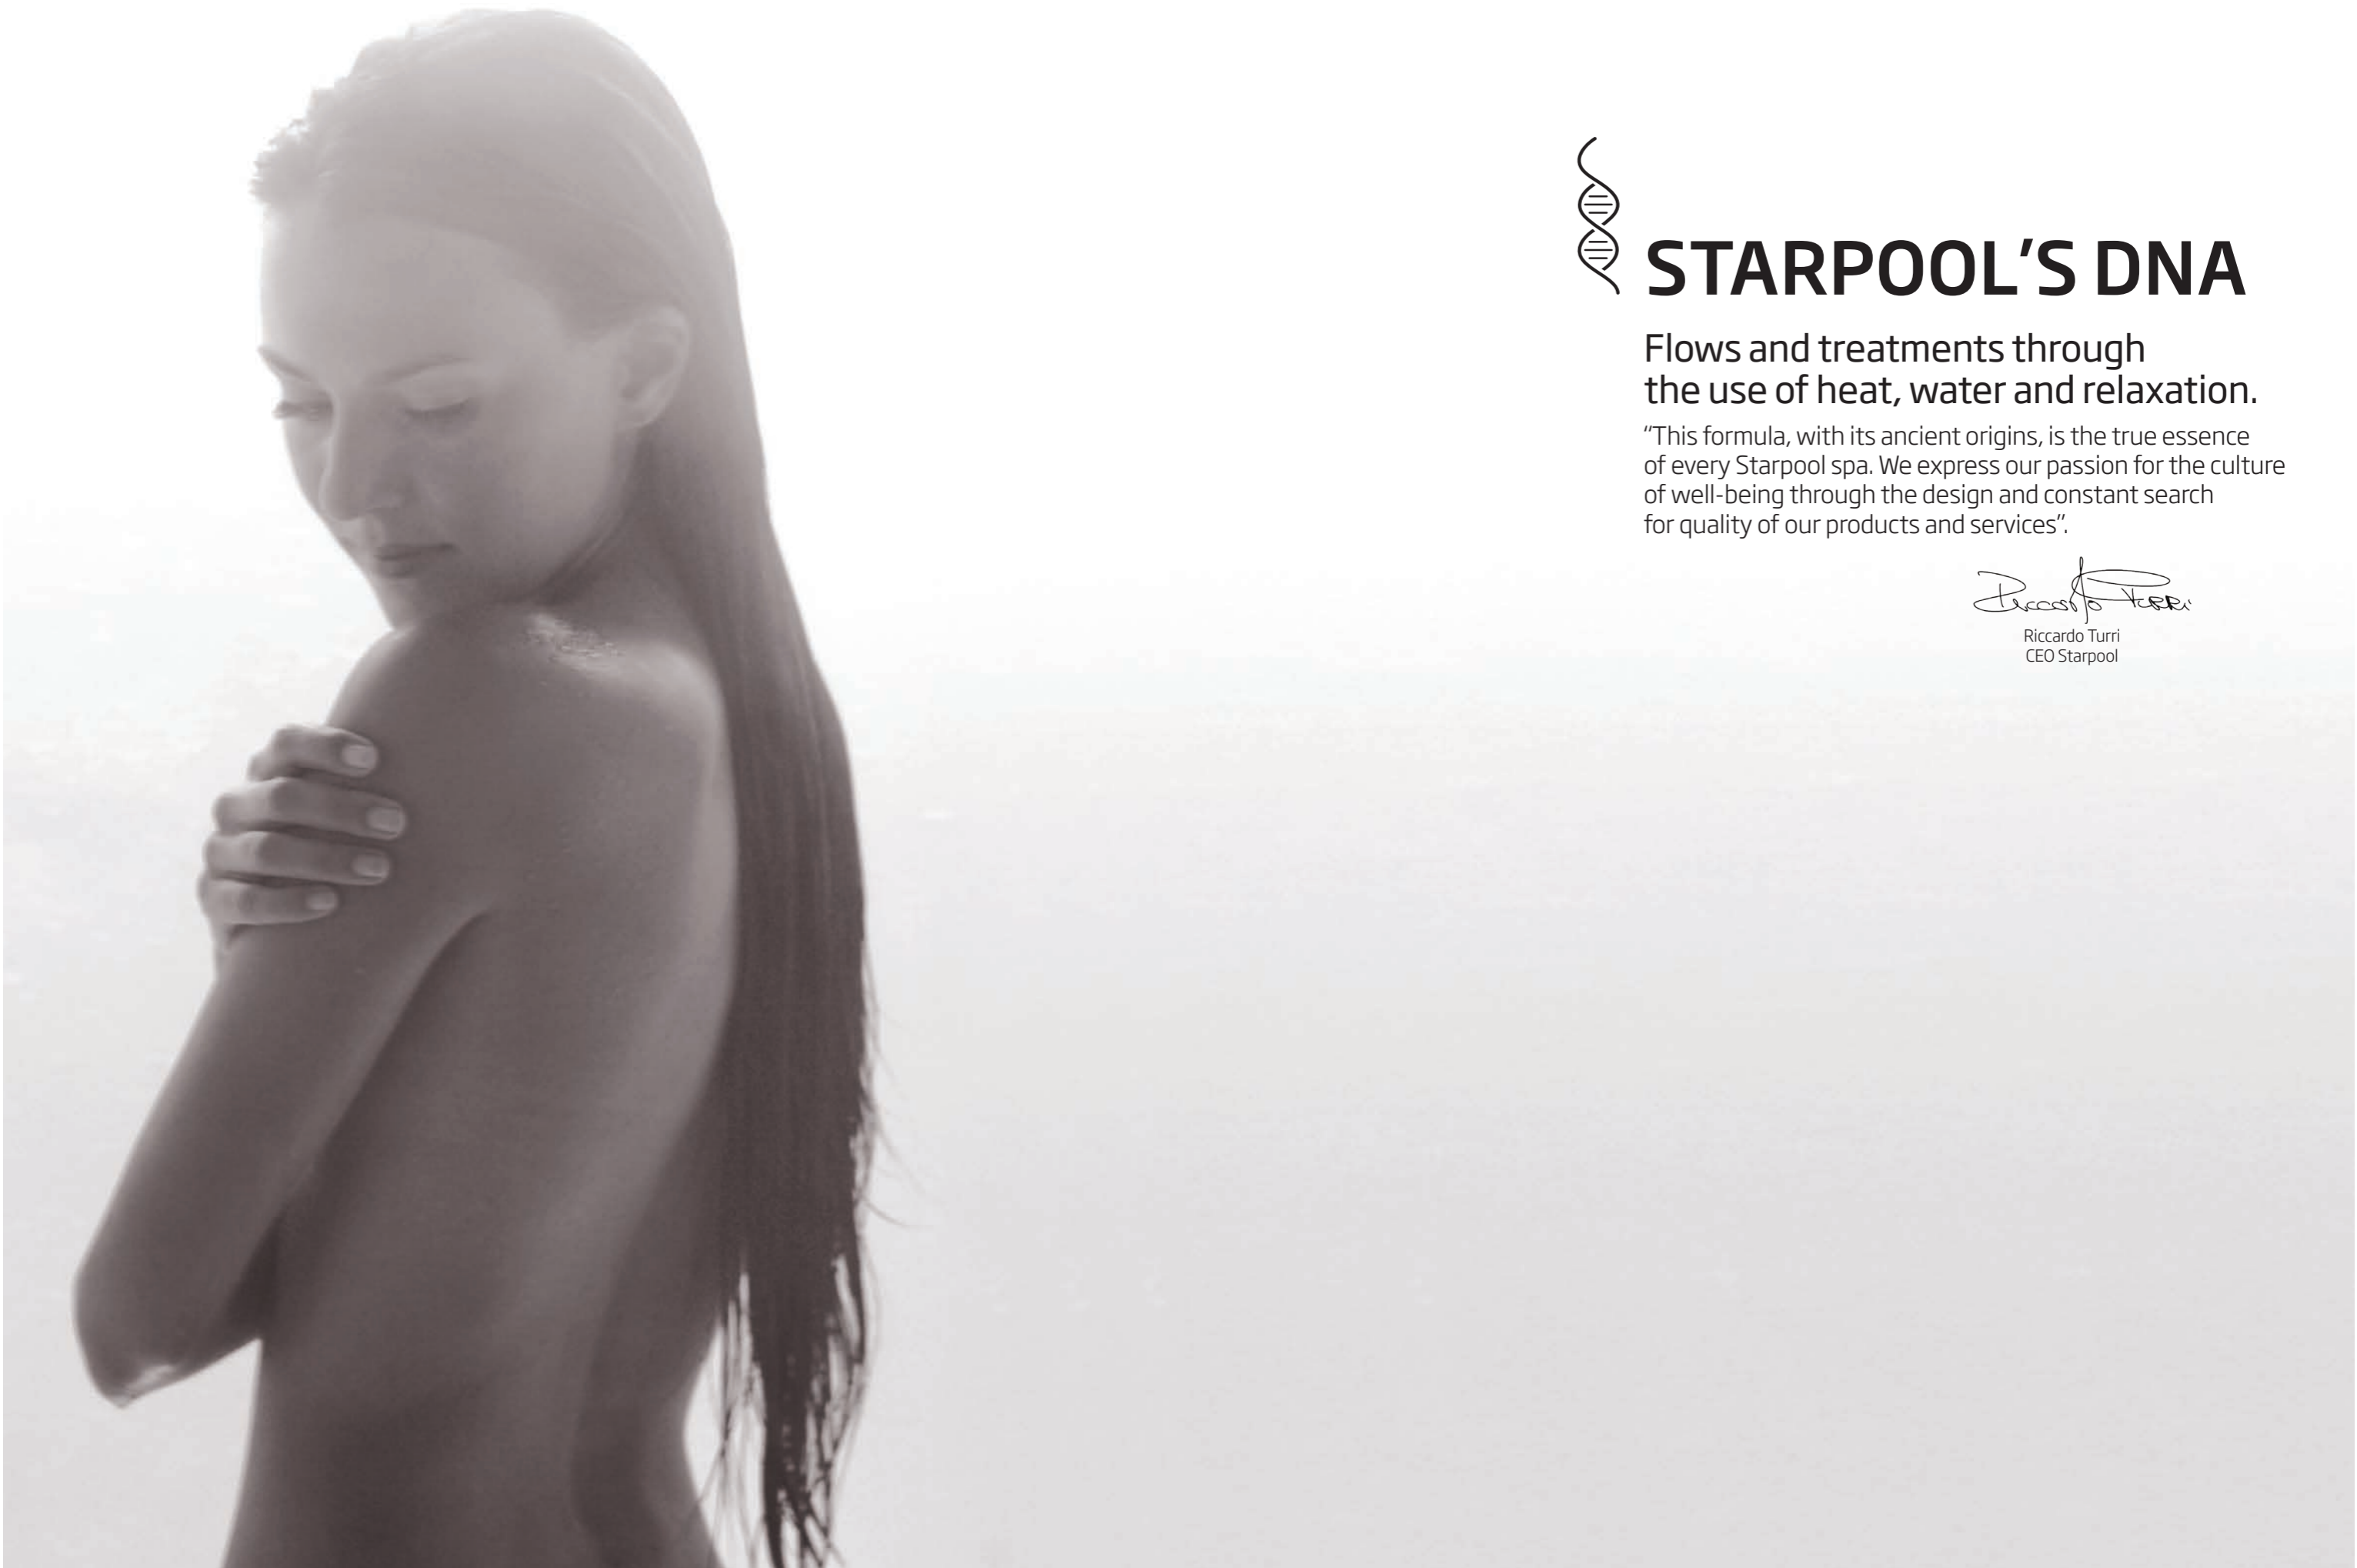 STARPOOL’S DNA
Flows and treatments through
the use of heat, water and relaxation.
“This formula, with its ancient origins, is the true essence
of every Starpool spa. We express our passion for the culture
of well-being through the design and constant search
for quality of our products and services”.
Riccardo Turri
Riccardo Turri
CEO Starpool